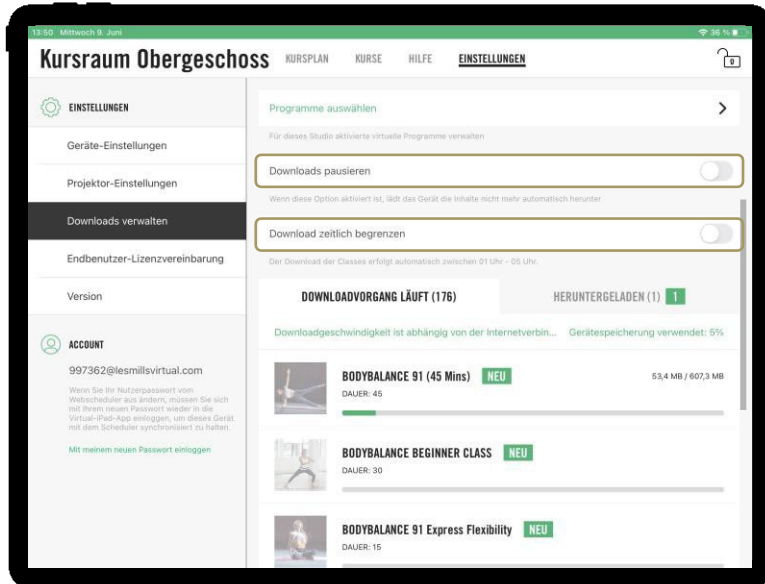 13:50 Mittwoch 9. Juni
36 %
Kursraum Obergeschoss
KURSPLAN
KURSE
HILFE
EINSTELLUNGEN
EINSTELLUNGEN
Geräte-Einstellungen
Projektor-Einstellungen
Downloads verwalten
Endbenutzer-Lizenzvereinbarung
Version
ACCOUNT
997362@lesmillsvirtual.com
Wenn Sie Ihr Nutzerpasswort vom
Webscheduler aus ändern, müssen Sie sich
mit Ihrem neuen Passwort wieder in die
Virtual-iPad-App einloggen, um dieses Gerät
mit dem Scheduler synchronisiert zu halten.
Mit meinem neuen Passwort einloggen
Programme auswählen
Für dieses Studio aktivierte virtuelle Programme verwalten
Downloads pausieren
Wenn diese Option aktiviert ist, lädt das Gerät die Inhalte nicht mehr automatisch herunter
Download zeitlich begrenzen
Der Download der Classes erfolgt automatisch zwischen 01 Uhr - 05 Uhr.
DOWNLOADVORGANG LÄUFT (176)
HERUNTERGELADEN (1) 1
Downloadgeschwindigkeit ist abhängig von der Internetverbin...
Gerätespeicherung verwendet: 5%
BODYBALANCE 91 (45 Mins) NEU
53,4 MB / 607,3 MB
DAUER: 45
BODYBALANCE BEGINNER CLASS NEU
DAUER: 30
BODYBALANCE 91 Express Flexibility NEU
DAUER: 15